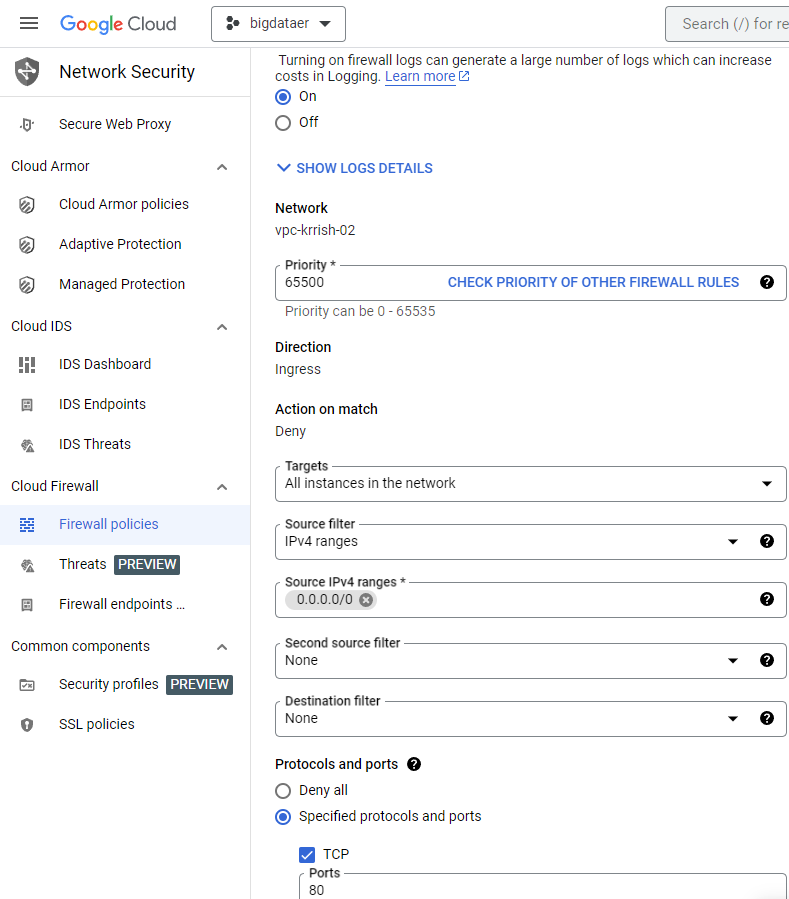 Google Cloud
bigdataer
Search (/) for re
Network Security
Secure Web Proxy
Cloud Armor
Cloud Armor policies
Adaptive Protection
Managed Protection
Cloud IDS
IDS Dashboard
IDS Endpoints
IDS Threats
Cloud Firewall
Firewall policies
Threats PREVIEW
Firewall endpoints ...
Common components
Security profiles PREVIEW
SSL policies
Turning on firewall logs can generate a large number of logs which can increase
costs in Logging. Learn more
On
Off
SHOW LOGS DETAILS
Network
vpc-krrish-02
Priority *
65500 CHECK PRIORITY OF OTHER FIREWALL RULES
Priority can be 0 - 65535
Direction
Ingress
Action on match
Deny
Targets
All instances in the network
Source filter
IPv4 ranges
Source IPv4 ranges *
0.0.0.0/0
Second source filter
None
Destination filter
None
Protocols and ports
Deny all
Specified protocols and ports
TCP
Ports
80